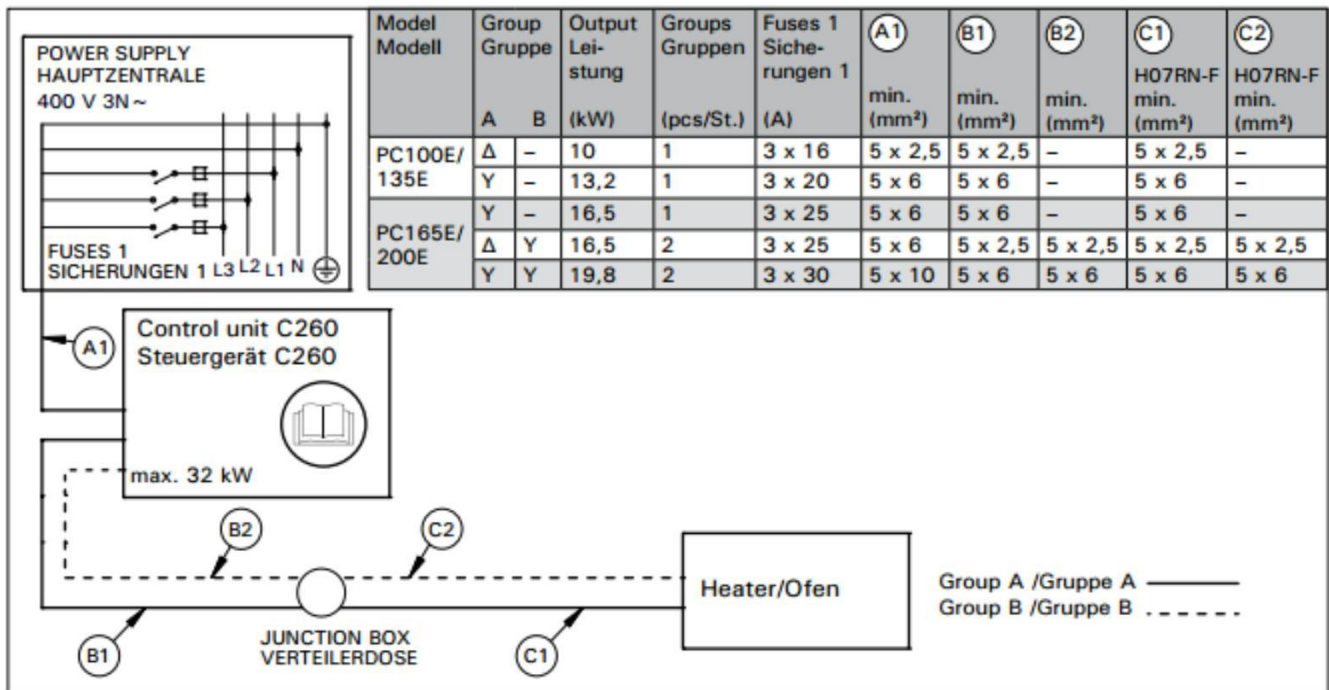 POWER SUPPLY
HAUPTZENTRALE
400 V 3N ~
FUSES 1
SICHERUNGEN 1 L3 L2 L1 N
Model Modell Group Gruppe A B Output Lei- stung (kW) Groups Gruppen (pcs/St.) Fuses 1 Siche- rungen 1 (A) A1 min. (mm²) B1 min. (mm²) B2 min. (mm²) C1 H07RN-F min. (mm²) C2 H07RN-F min. (mm²)
PC100E/ 135E Δ – 10 1 3 x 16 5 x 2,5 5 x 2,5 – 5 x 2,5 –
Y – 13,2 1 3 x 20 5 x 6 5 x 6 – 5 x 6 –
PC165E/ 200E Y – 16,5 1 3 x 25 5 x 6 5 x 6 – 5 x 6 –
Δ Y 16,5 2 3 x 25 5 x 6 5 x 2,5 5 x 2,5 5 x 2,5 5 x 2,5
Y Y 19,8 2 3 x 30 5 x 10 5 x 6 5 x 6 5 x 6 5 x 6
A1
Control unit C260
Steuergerät C260
max. 32 kW
B2
C2
Heater/Ofen
Group A /Gruppe A
Group B /Gruppe B
B1
JUNCTION BOX
VERTEILERDOSE
C1